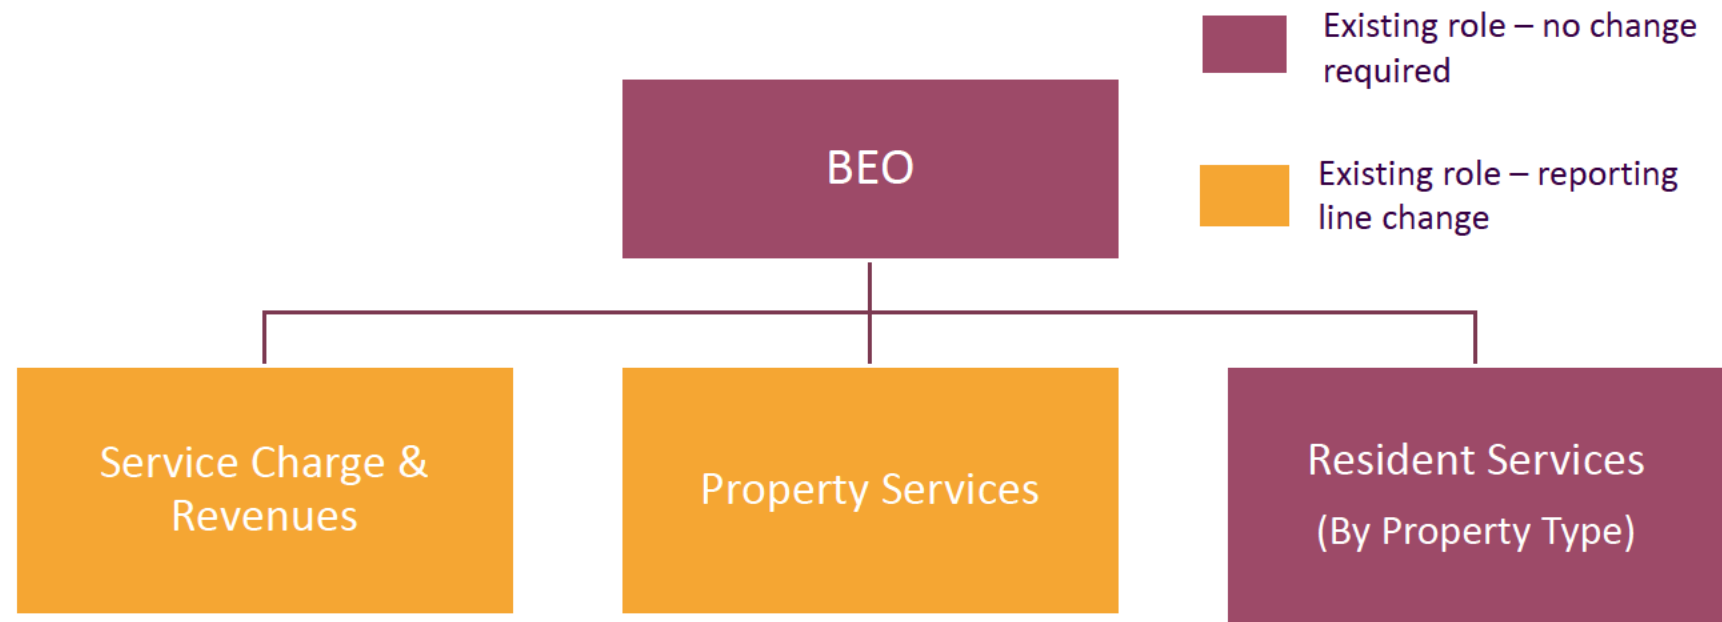 Existing role – no change
required
BEO
Existing role – reporting
line change
Service Charge &
Revenues
Property Services
Resident Services
(By Property Type)